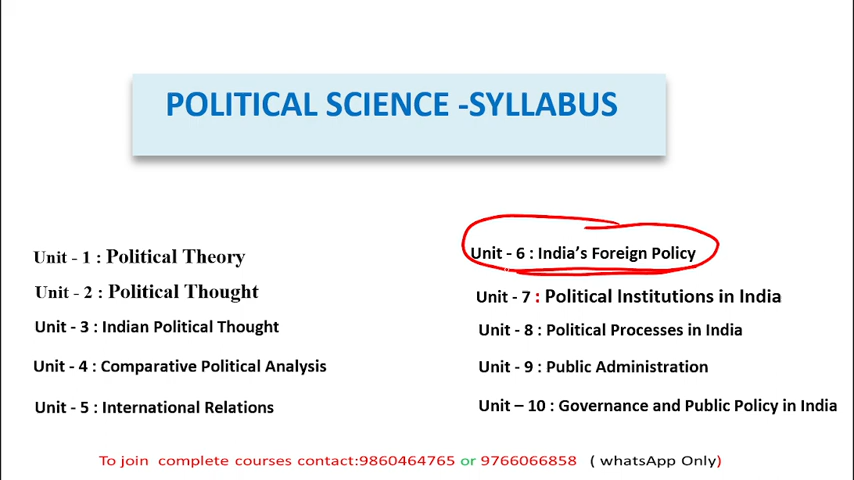 POLITICAL SCIENCE -SYLLABUS
Unit - 1 : Political Theory
Unit - 2 : Political Thought
Unit - 3 : Indian Political Thought
Unit - 4 : Comparative Political Analysis
Unit - 5 : International Relations
Unit - 6 : India’s Foreign Policy
Unit - 7 : Political Institutions in India
Unit - 8 : Political Processes in India
Unit - 9 : Public Administration
Unit – 10 : Governance and Public Policy in India
To join complete courses contact:9860464765 or 9766066858 ( whatsApp Only)